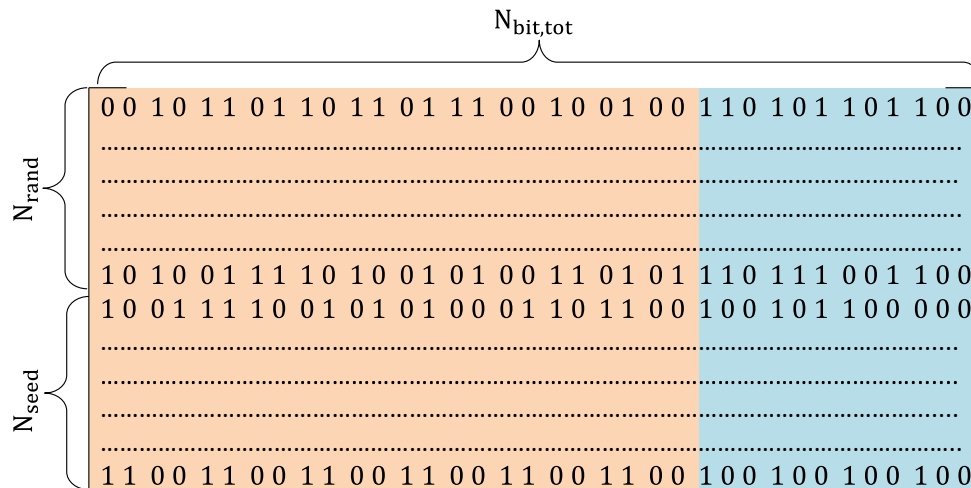 N_bit,tot
0 0 1 0 1 1 0 1 1 0 1 1 0 1 1 1 0 0 1 0 0 1 0 0 1 1 0 1 0 1 1 0 1 1 0 0
N_rand
1 0 1 0 0 1 1 1 1 0 1 0 0 1 0 1 0 0 1 1 0 1 0 1 1 1 0 1 1 1 0 0 1 1 0 0
1 0 0 1 1 1 1 0 0 1 0 1 0 1 0 0 0 1 1 0 1 1 0 0 1 0 0 1 0 1 1 0 0 0 0 0
N_seed
1 1 0 0 1 1 0 0 1 1 0 0 1 1 0 0 1 1 0 0 1 1 0 0 1 0 0 1 0 0 1 0 0 1 0 0